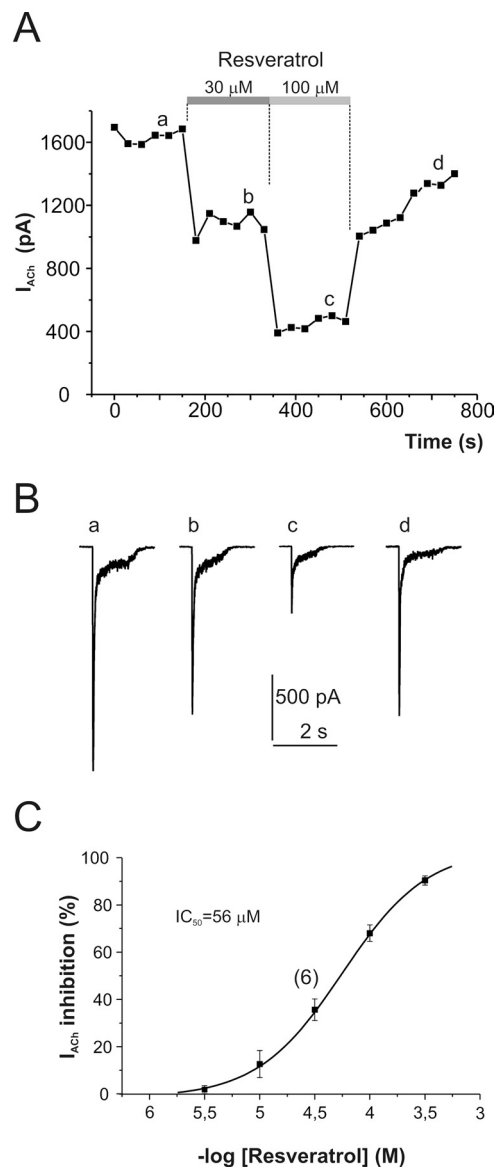 A
Resveratrol
30 μM 100 μM
a
b
c
d
1600
1200
800
400
0
I_ACh (pA)
0 200 400 600 800
Time (s)
B
a b c d
500 pA
2 s
C
100
80
60
40
20
0
I_ACh inhibition (%)
IC50=56 μM
(6)
6 5,5 5 4,5 4 3,5 3
-log [Resveratrol] (M)